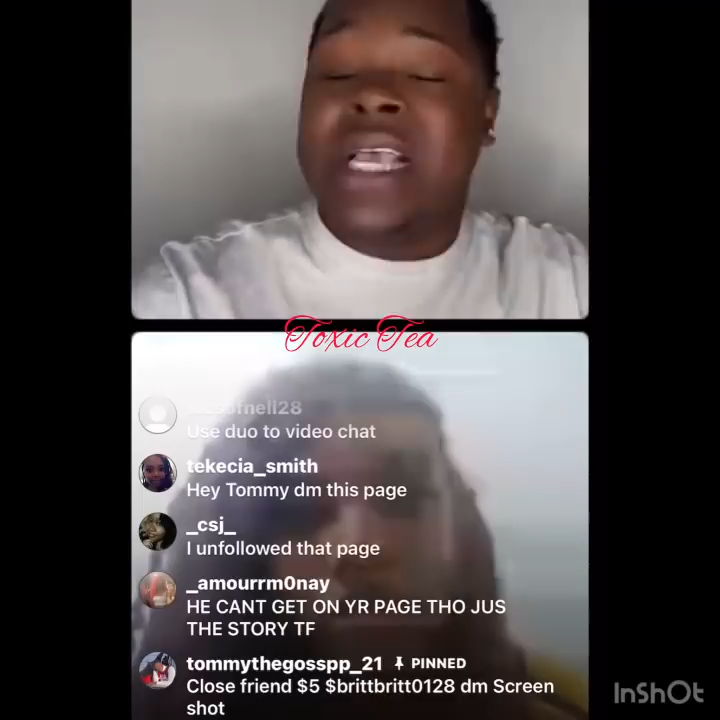 Toxic Tea
Use duo to video chat
tekecia_smith
Hey Tommy dm this page
_csj_
I unfollowed that page
_amourrm0nay
HE CANT GET ON YR PAGE THO JUS
THE STORY TF
tommythegosspp_21 PINNED
Close friend $5 $brittbritt0128 dm Screen
shot
InShOt